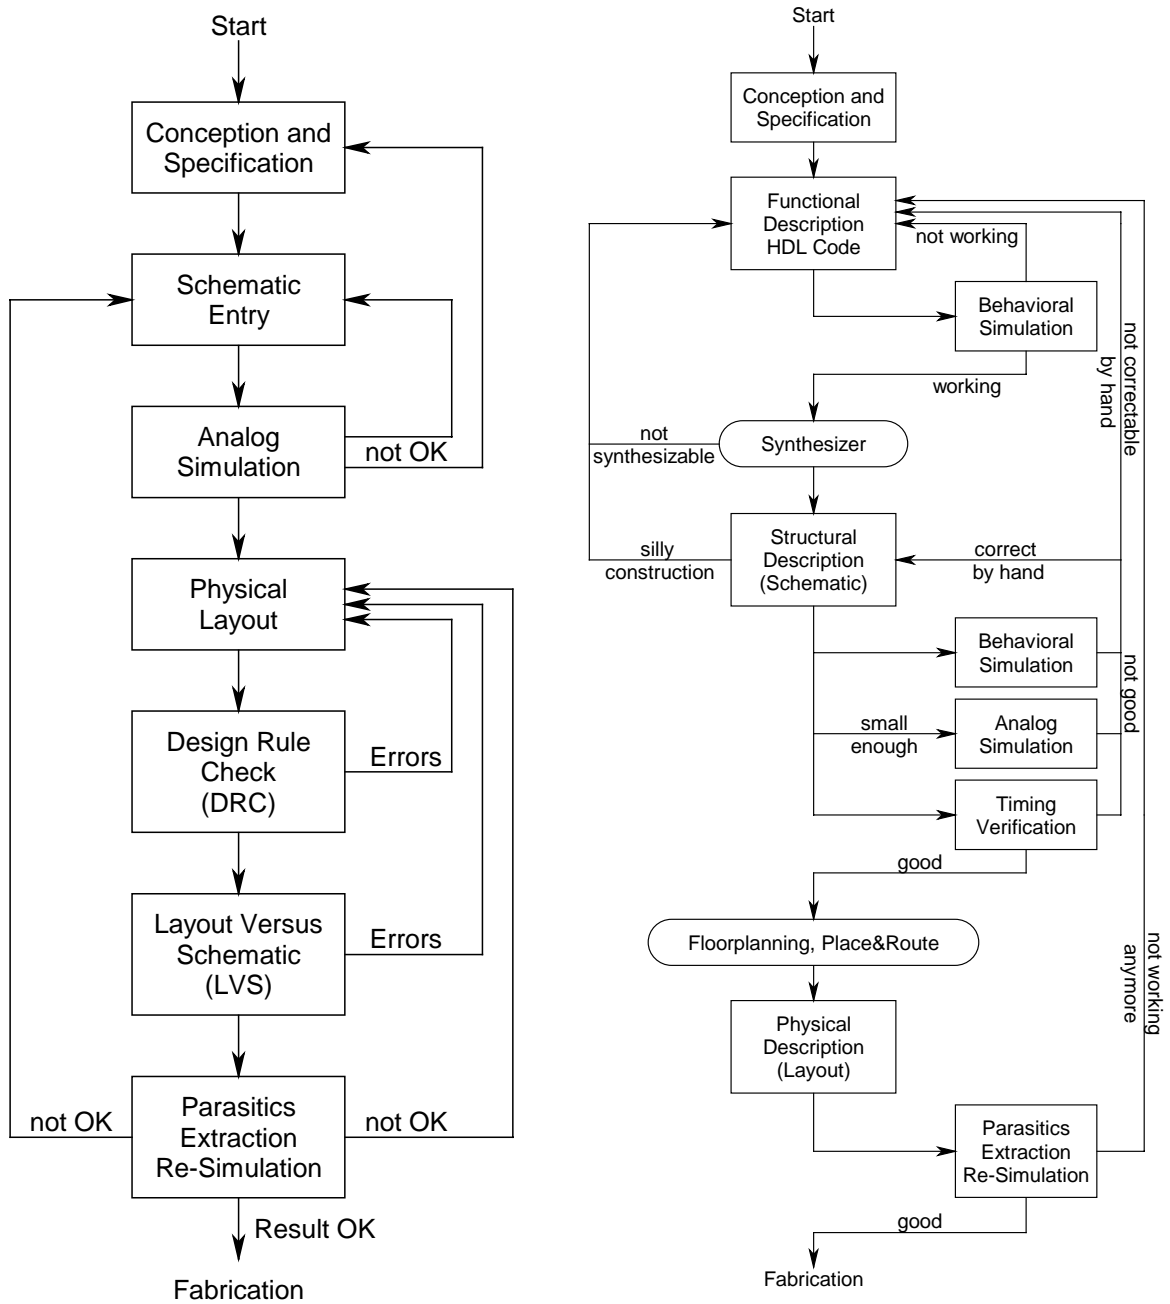 Start
Conception and
Specification
Schematic
Entry
Analog
Simulation
not OK
Physical
Layout
Design Rule
Check
(DRC)
Errors
Layout Versus
Schematic
(LVS)
Errors
Parasitics
Extraction
Re-Simulation
not OK
not OK
Result OK
Fabrication
Start
Conception and
Specification
Functional
Description
HDL Code
not working
Behavioral
Simulation
working
not correctable
by hand
Synthesizer
not
synthesizable
Structural
Description
(Schematic)
silly
construction
correct
by hand
Behavioral
Simulation
not good
small
enough
Analog
Simulation
Timing
Verification
good
Floorplanning, Place&Route
not working
anymore
Physical
Description
(Layout)
Parasitics
Extraction
Re-Simulation
good
Fabrication